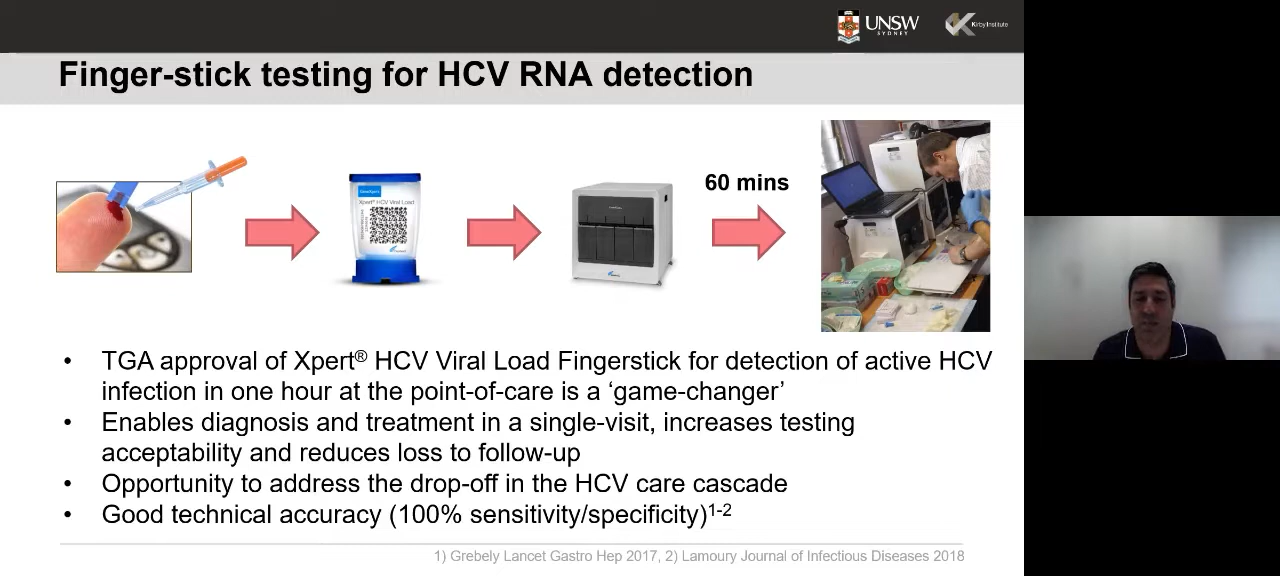 UNSW
SYDNEY
Kirby Institute
Finger-stick testing for HCV RNA detection
60 mins
GeneXpert
Xpert® HCV Viral Load
• TGA approval of Xpert® HCV Viral Load Fingerstick for detection of active HCV
infection in one hour at the point-of-care is a ‘game-changer’
• Enables diagnosis and treatment in a single-visit, increases testing
acceptability and reduces loss to follow-up
• Opportunity to address the drop-off in the HCV care cascade
• Good technical accuracy (100% sensitivity/specificity)1-2
1) Grebely Lancet Gastro Hep 2017, 2) Lamoury Journal of Infectious Diseases 2018